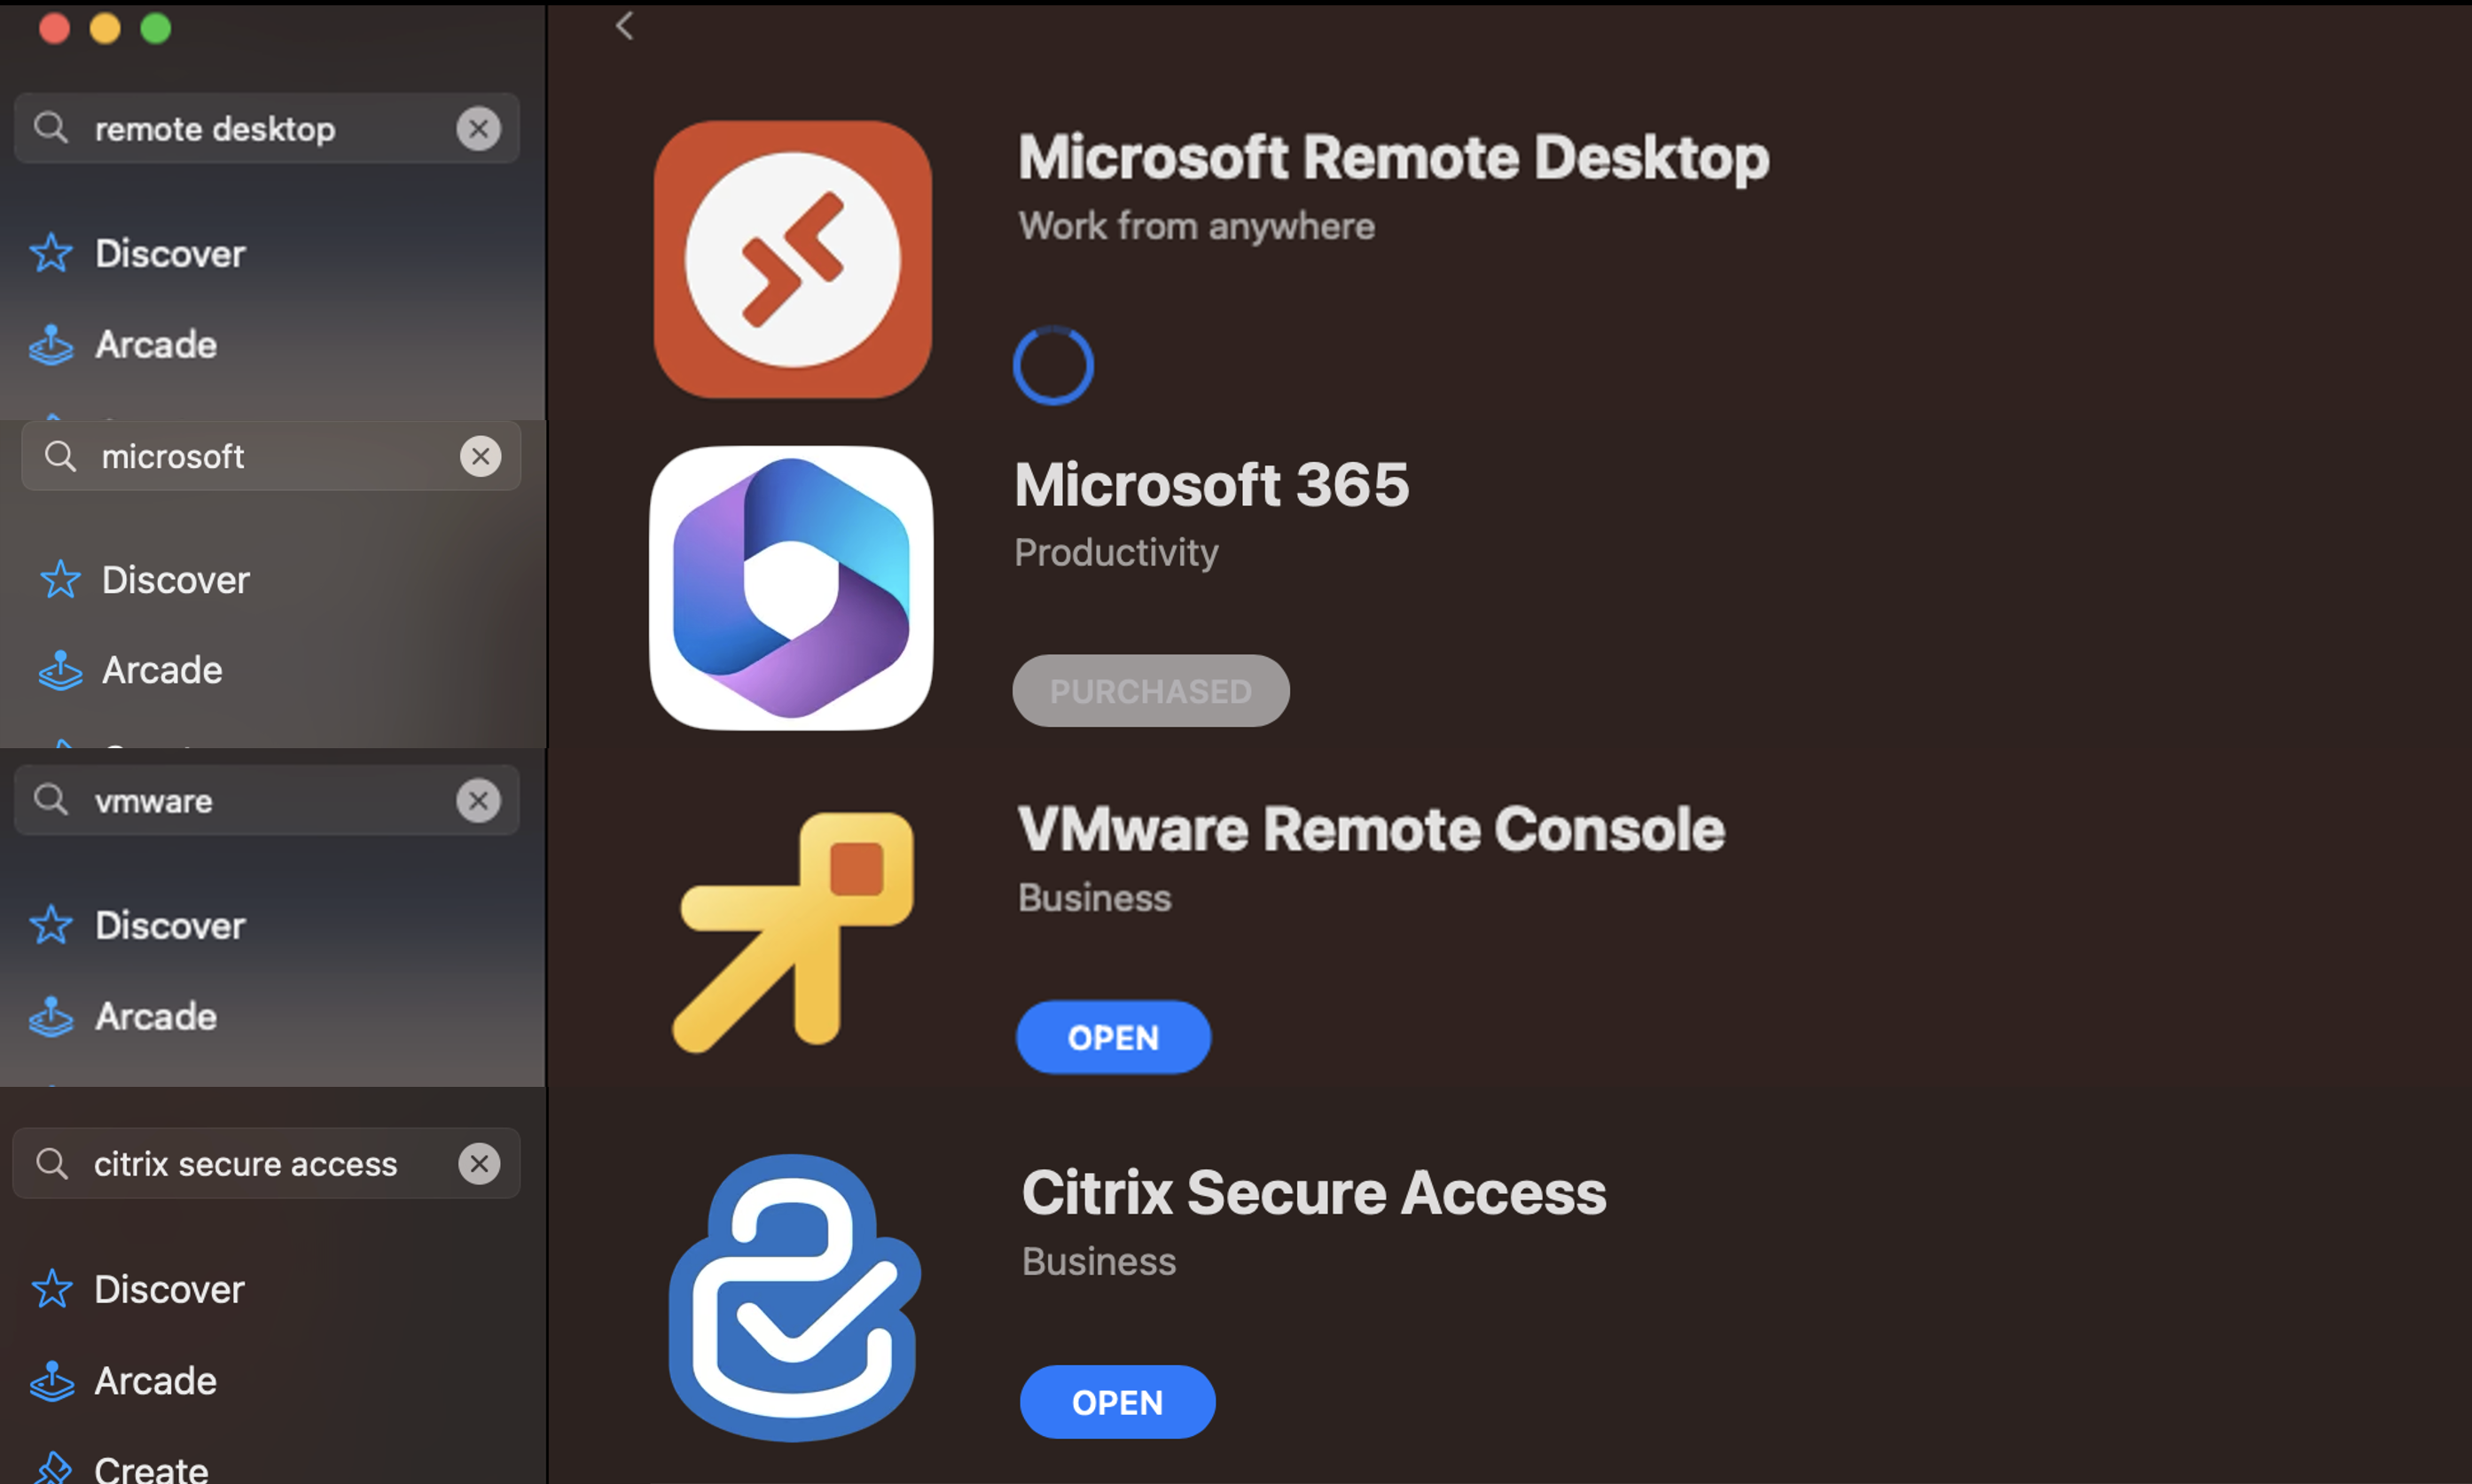 remote desktop
Discover
Arcade
Microsoft Remote Desktop
Work from anywhere
microsoft
Discover
Arcade
Microsoft 365
Productivity
PURCHASED
vmware
Discover
Arcade
VMware Remote Console
Business
OPEN
citrix secure access
Discover
Arcade
Create
Citrix Secure Access
Business
OPEN